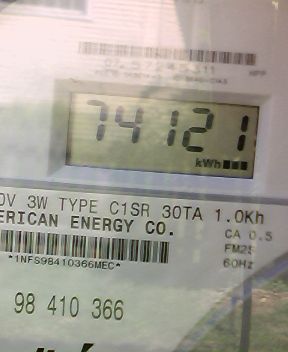 74121
kWh
0V 3W TYPE C1SR 30TA 1.0Kh
ERICAN ENERGY CO.
CA 0.5
FM2S
60Hz
*1NFS98410366MEC*
98 410 366